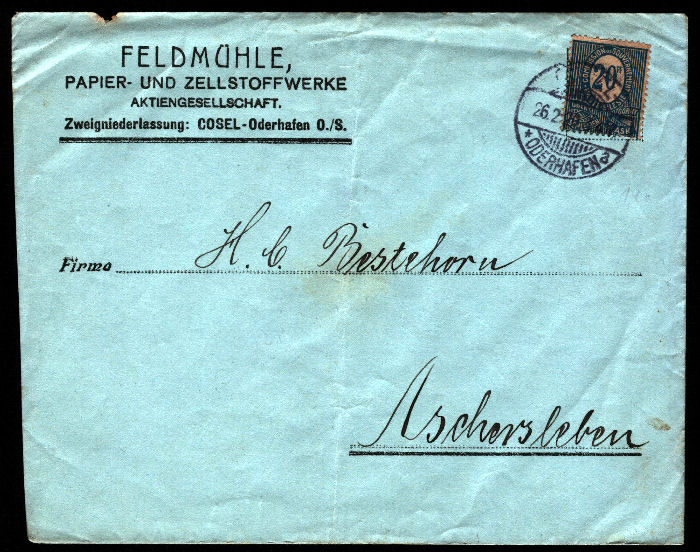 FELDMÜHLE,
PAPIER- UND ZELLSTOFFWERKE
AKTIENGESELLSCHAFT.
Zweigniederlassung: COSEL-Oderhafen O./S.
20
26.2
* ODERHAFEN
Firma H. C. Bestehorn
Aschersleben